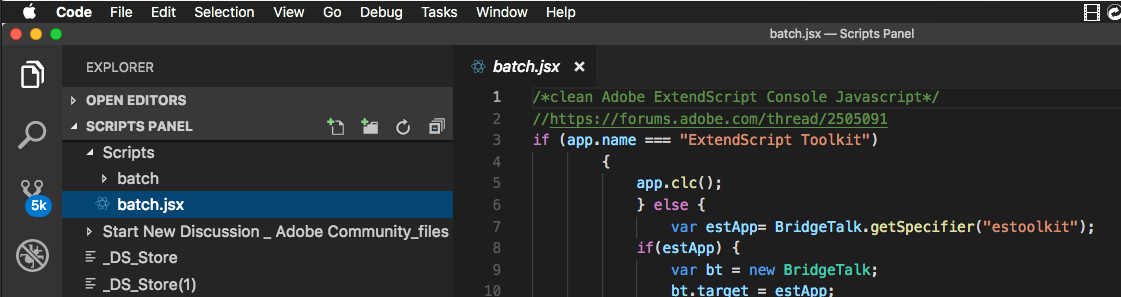 Code File Edit Selection View Go Debug Tasks Window Help
batch.jsx — Scripts Panel
EXPLORER
OPEN EDITORS
SCRIPTS PANEL
Scripts
batch
batch.jsx
Start New Discussion _ Adobe Community_files
_DS_Store
_DS_Store(1)
5k
batch.jsx ×
1 /*clean Adobe ExtendScript Console Javascript*/
2 //https://forums.adobe.com/thread/2505091
3 if (app.name === "ExtendScript Toolkit")
4 {
5 app.clc();
6 } else {
7 var estApp= BridgeTalk.getSpecifier("estoolkit");
8 if(estApp) {
9 var bt = new BridgeTalk;
10 bt.target = estApp;